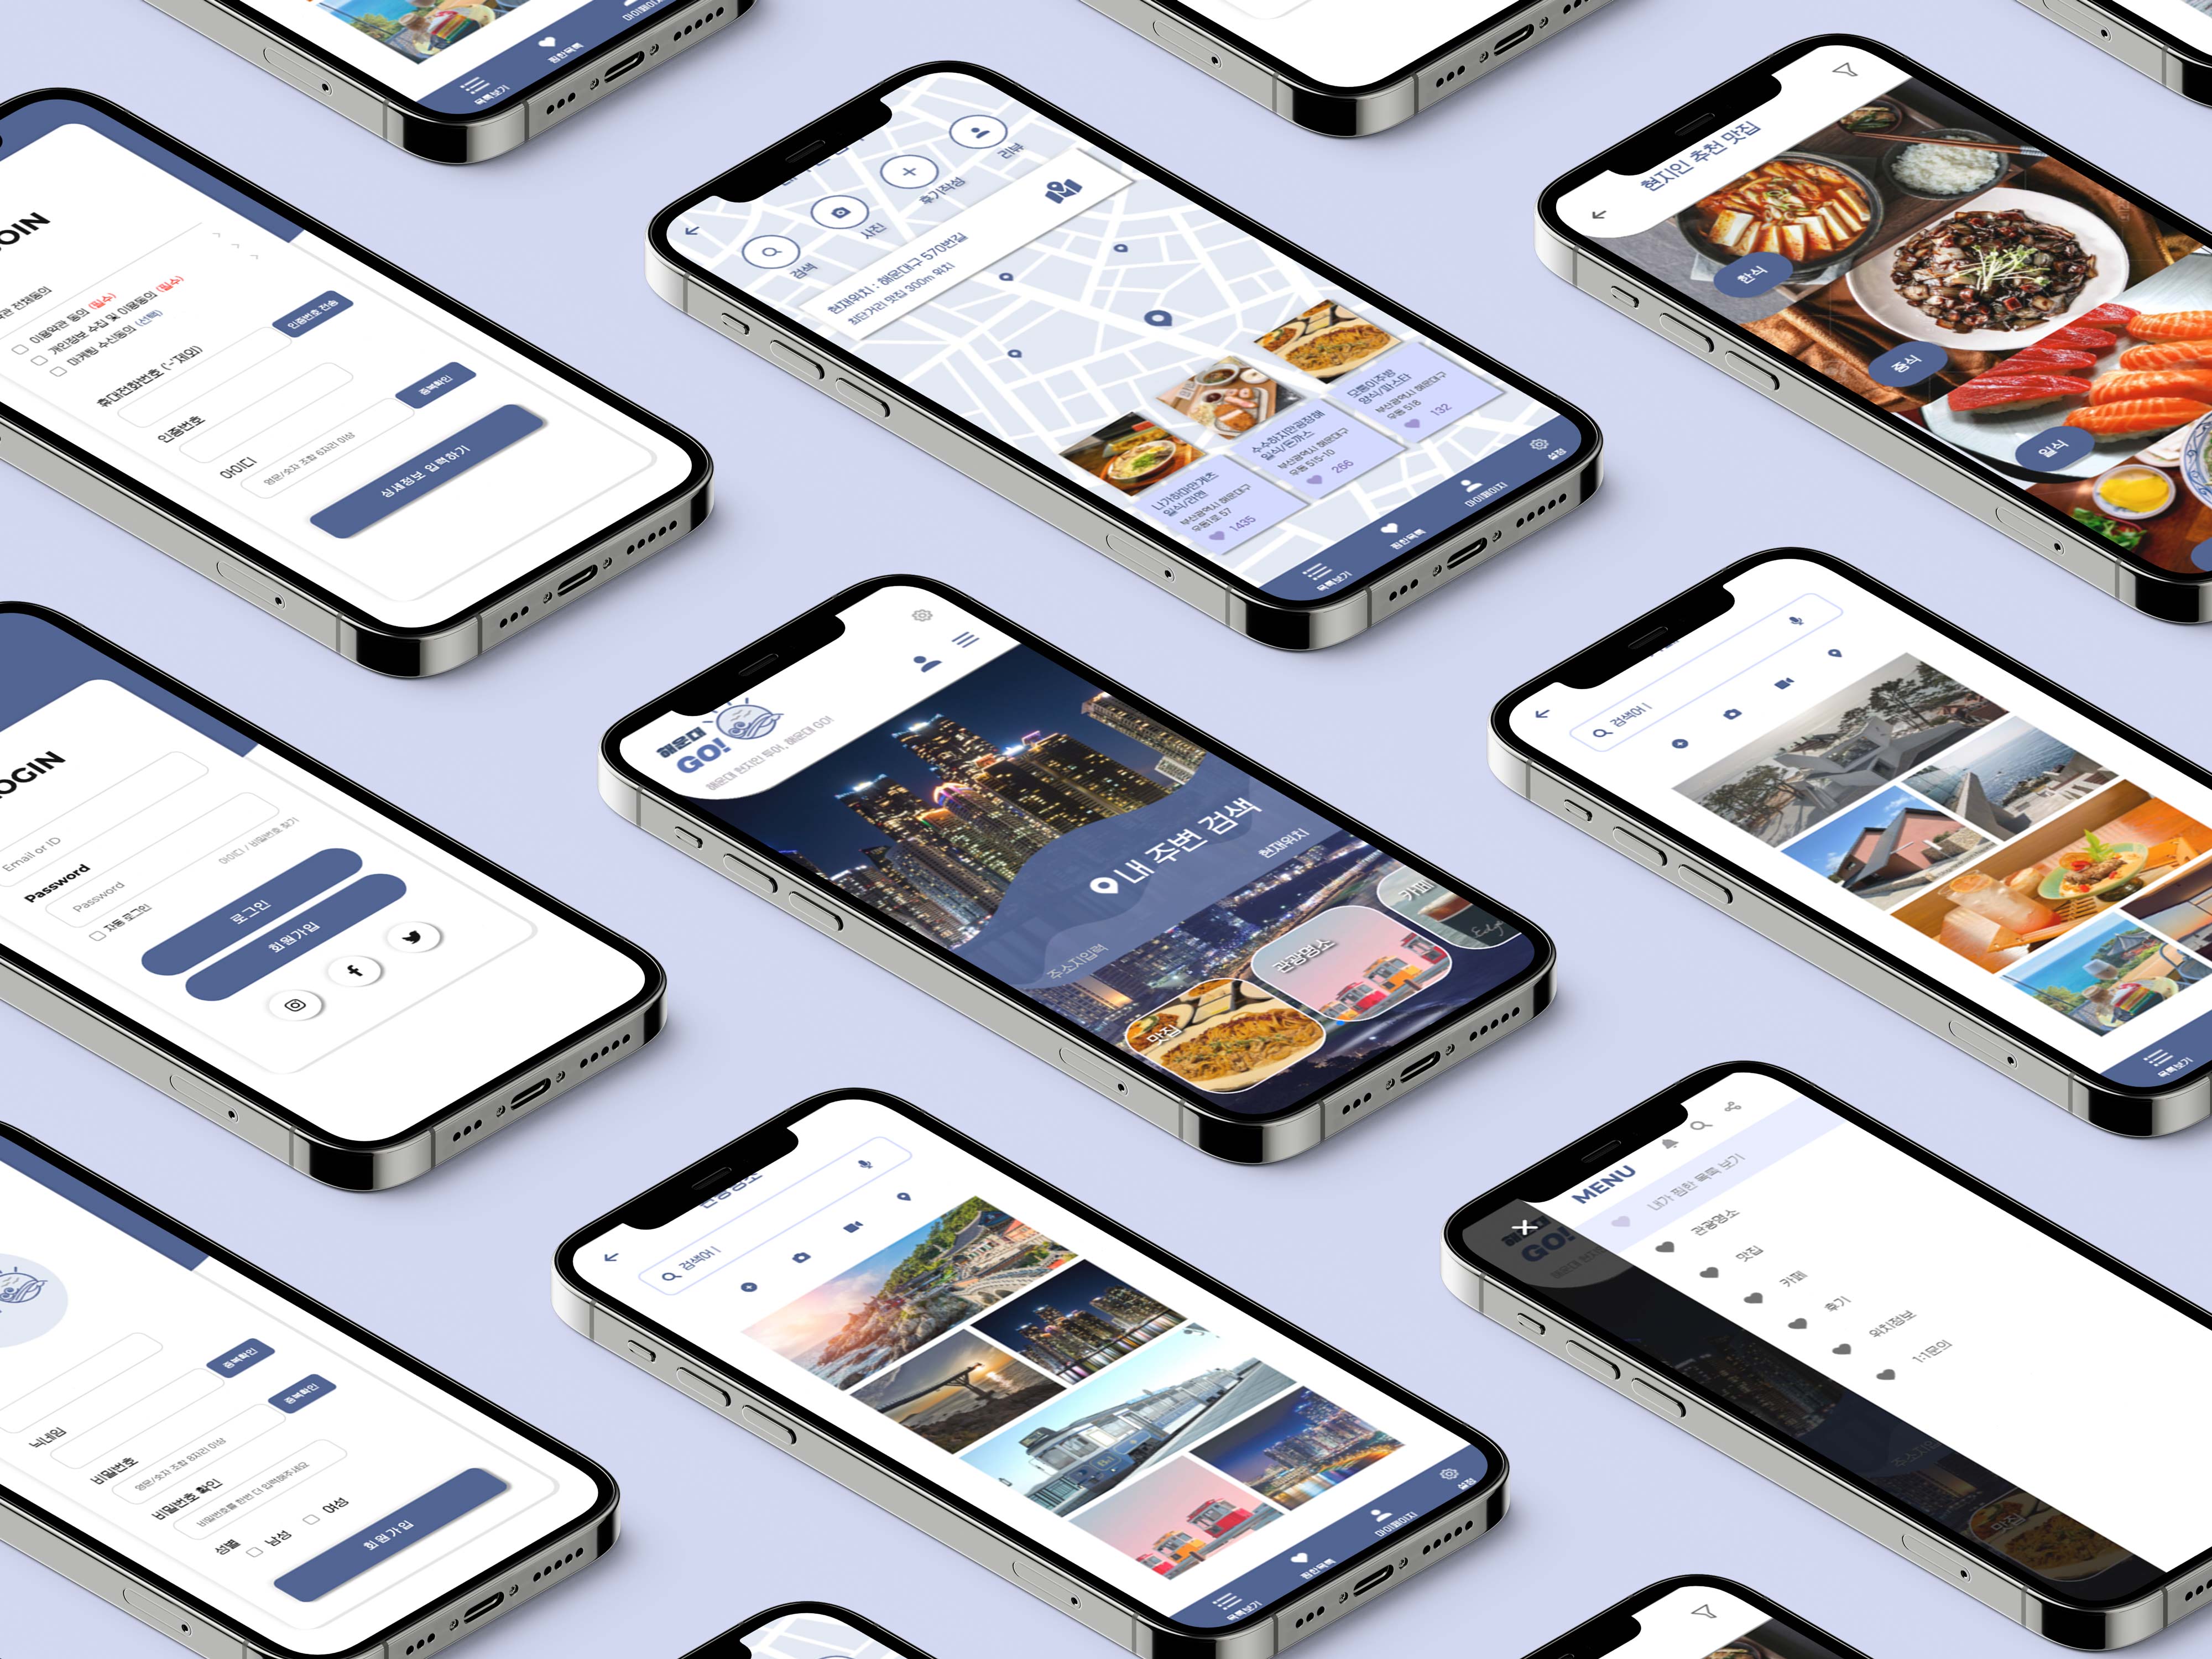 마이페이지
찜한목록
목록보기
OIN
약관 전체동의
이용약관 동의 (필수)
개인정보 수집 및 이용동의 (필수)
마케팅 수신동의 (선택)
휴대전화번호 ('-'제외)
인증번호 전송
인증번호
아이디
영문/숫자 조합 6자리 이상
중복확인
상세정보 입력하기
검색
사진
후기작성
리뷰
현재위치 : 해운대구 570번길
최단거리 맛집 300m 위치
나가하마만게츠
일식/라멘
부산광역시 해운대구
우동1로 57
1435
수수하지만굉장해
일식/돈까스
부산광역시 해운대구
우동 515-10
266
모퉁이주방
양식/파스타
부산광역시 해운대구
우동 518
132
목록보기
찜한목록
마이페이지
설정
현지인 추천 맛집
한식
중식
일식
OGIN
Email or ID
Password
Password
자동 로그인
아이디 / 비밀번호 찾기
로그인
회원가입
해운대
GO!
해운대 현지인 투어, 해운대 GO!
내 주변 검색
현재위치
주소지입력
맛집
관광명소
카페
검색어
목록보기
중복확인
닉네임
중복확인
비밀번호
영문/숫자 조합 8자리 이상
비밀번호 확인
비밀번호를 한번 더 입력해주세요
성별
남성
여성
회원가입
관광명소
검색어
목록보기
찜한목록
마이페이지
설정
GO!
MENU
내가 찜한 목록 보기
관광명소
맛집
카페
후기
위치정보
1:1문의
맛집